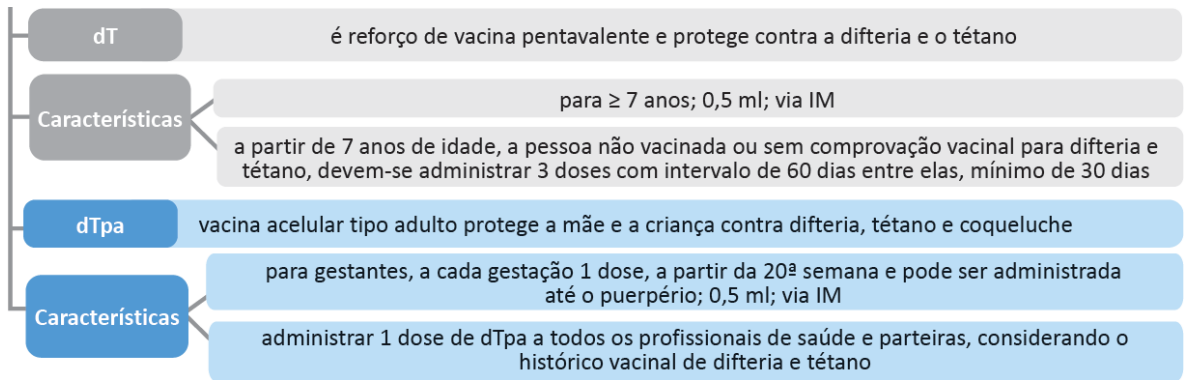 dT
é reforço de vacina pentavalente e protege contra a difteria e o tétano
Características
para ≥ 7 anos; 0,5 ml; via IM
a partir de 7 anos de idade, a pessoa não vacinada ou sem comprovação vacinal para difteria e
tétano, devem-se administrar 3 doses com intervalo de 60 dias entre elas, mínimo de 30 dias
dTpa
vacina acelular tipo adulto protege a mãe e a criança contra difteria, tétano e coqueluche
Características
para gestantes, a cada gestação 1 dose, a partir da 20ª semana e pode ser administrada
até o puerpério; 0,5 ml; via IM
administrar 1 dose de dTpa a todos os profissionais de saúde e parteiras, considerando o
histórico vacinal de difteria e tétano